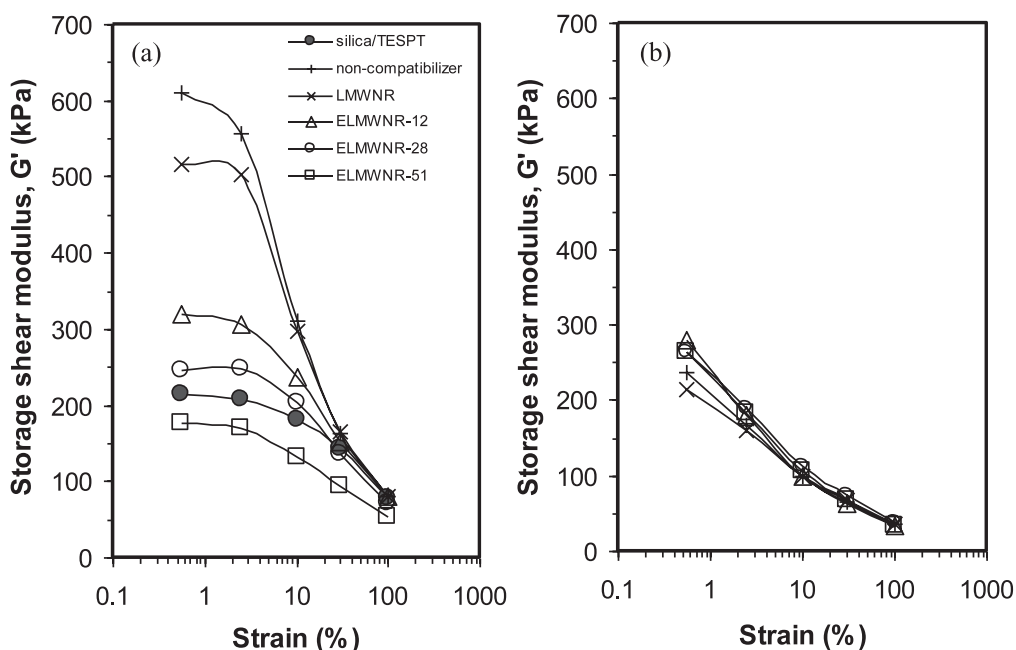 (a)
silica/TESPT
non-compatibilizer
LMWNR
ELMWNR-12
ELMWNR-28
ELMWNR-51
Storage shear modulus, G' (kPa)
700
600
500
400
300
200
100
0
0.1 1 10 100 1000
Strain (%)
(b)
Storage shear modulus, G' (kPa)
700
600
500
400
300
200
100
0
0.1 1 10 100 1000
Strain (%)